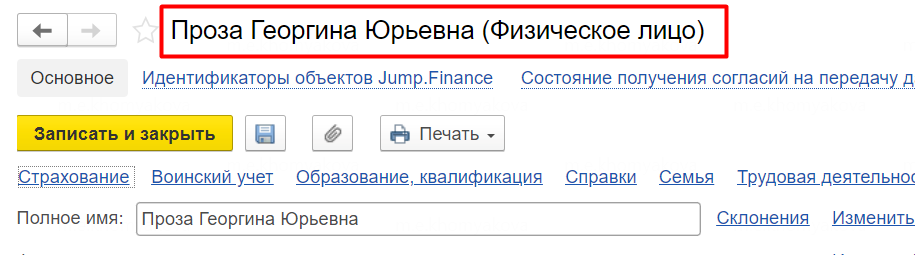 Проза Георгина Юрьевна (Физическое лицо)
Основное Идентификаторы объектов Jump.Finance Состояние получения согласий на передачу д
Записать и закрыть Печать
Страхование Воинский учет Образование, квалификация Справки Семья Трудовая деятельнос
Полное имя: Проза Георгина Юрьевна Склонения Изменить